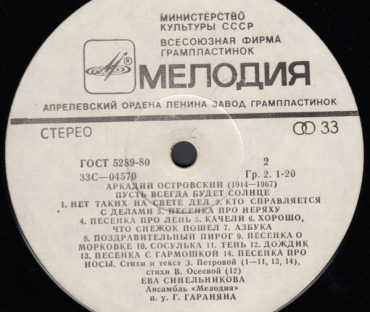 МИНИСТЕРСТВО
КУЛЬТУРЫ СССР
ВСЕСОЮЗНАЯ ФИРМА
ГРАМПЛАСТИНОК
МЕЛОДИЯ
АПРЕЛЕВСКИЙ ОРДЕНА ЛЕНИНА ЗАВОД ГРАМПЛАСТИНОК
СТЕРЕО 33
ГОСТ 5289-80 2
33С—04570 Гр. 2. 1-20
АРКАДИЙ ОСТРОВСКИЙ (1914—1967)
ПУСТЬ ВСЕГДА БУДЕТ СОЛНЦЕ
1. НЕТ ТАКИХ НА СВЕТЕ ДЕЛ 2. КТО СПРАВЛЯЕТСЯ
С ДЕЛАМИ 3. ПЕСЕНКА ПРО НЕРЯХУ
4. ПЕСЕНКА ПРО ЛЕНЬ 5. КАЧЕЛИ 6. ХОРОШО,
ЧТО СНЕЖОК ПОШЕЛ 7. АЗБУКА
8. ПОЗДРАВИТЕЛЬНЫЙ ПИРОГ 9. ПЕСЕНКА О
МОРКОВКЕ 10. СОСУЛЬКА 11. ТЕНЬ 12. ДОЖДИК
13. ПЕСЕНКА С ГАРМОШКОЙ 14. ПЕСЕНКА ПРО
НОСЫ. Стихи и текст З. Петровой (1—11, 13, 14),
стихи В. Осеевой (12)
ЕВА СИНЕЛЬНИКОВА
Ансамбль «Мелодия»
п. у Г. ГАРАНЯНА